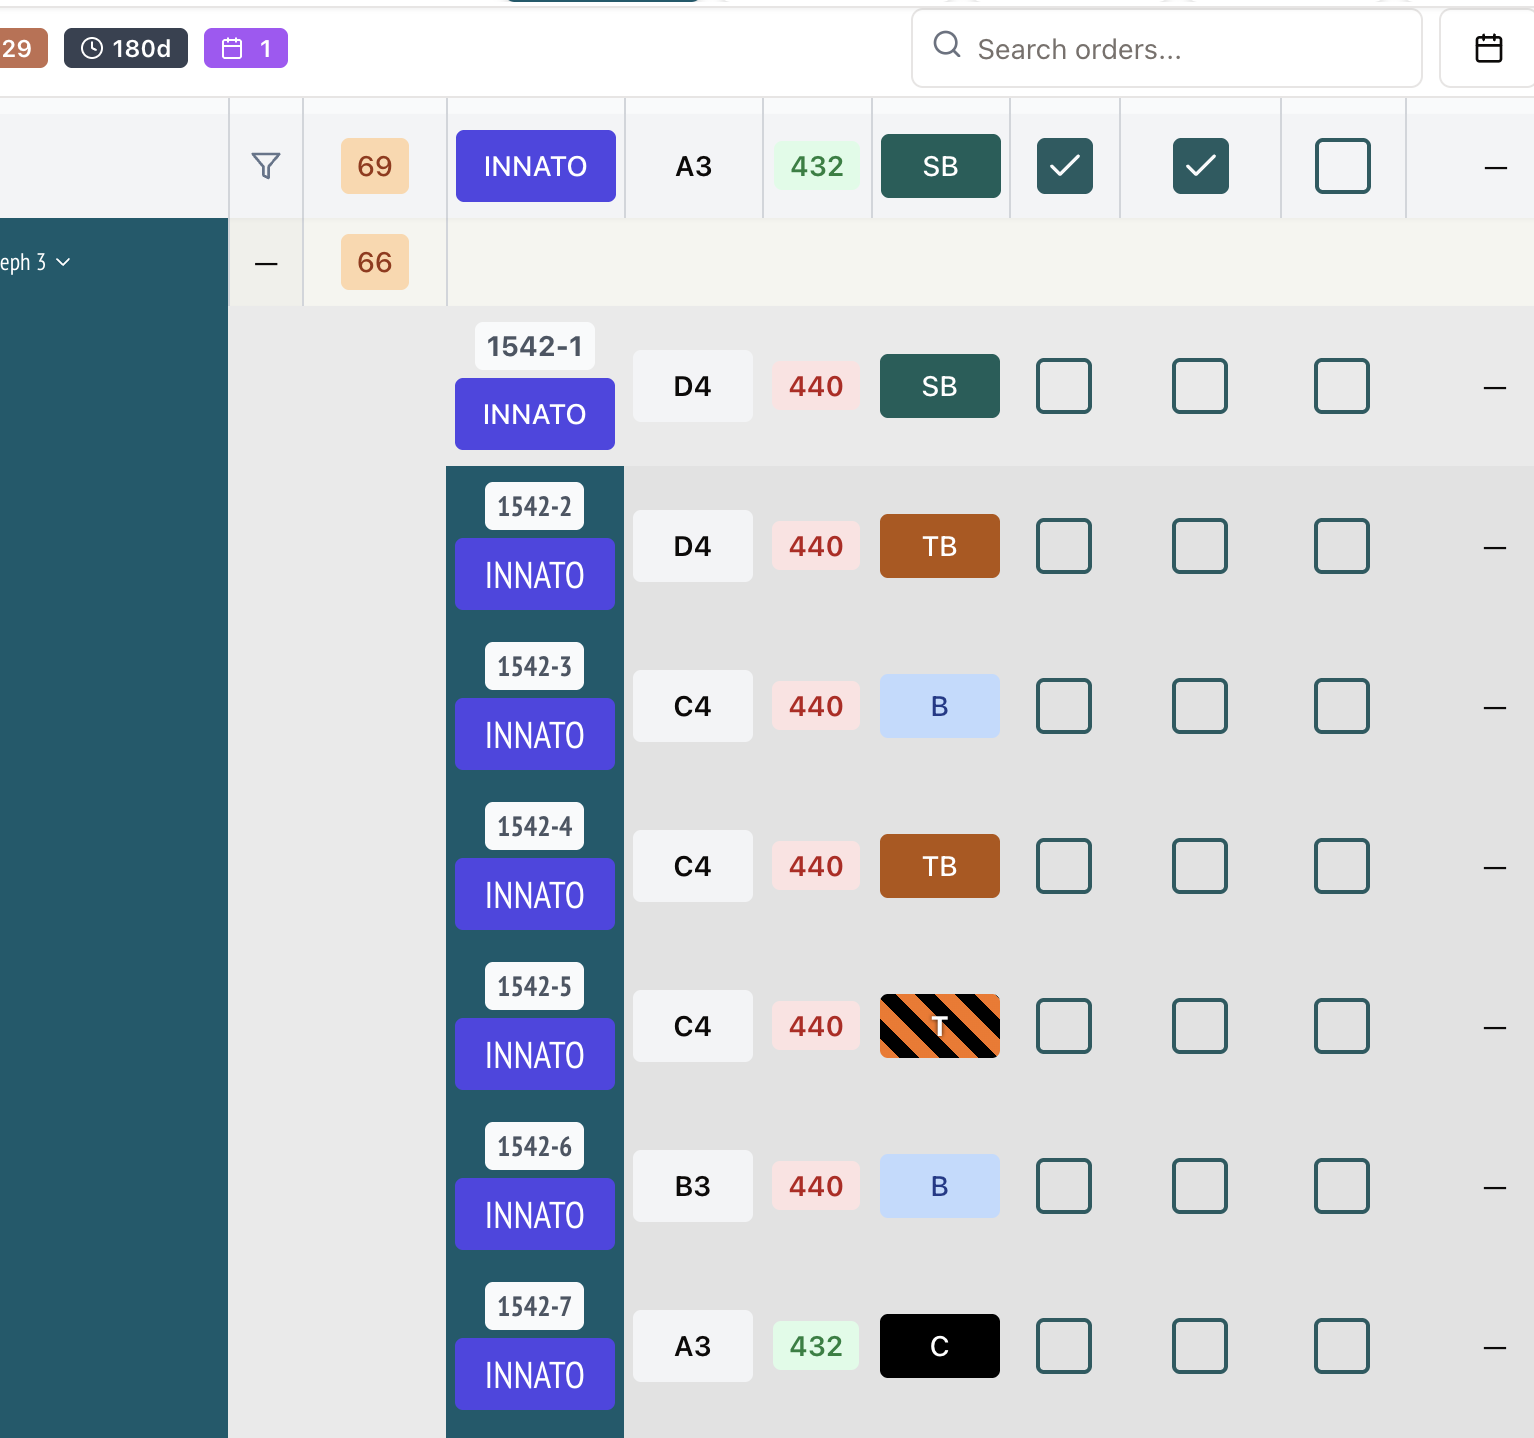 29 180d 1 Search orders...
69 INNATO A3 432 SB –
eph 3 – 66
1542-1
INNATO D4 440 SB –
1542-2
INNATO D4 440 TB –
1542-3
INNATO C4 440 B –
1542-4
INNATO C4 440 TB –
1542-5
INNATO C4 440 T –
1542-6
INNATO B3 440 B –
1542-7
INNATO A3 432 C –